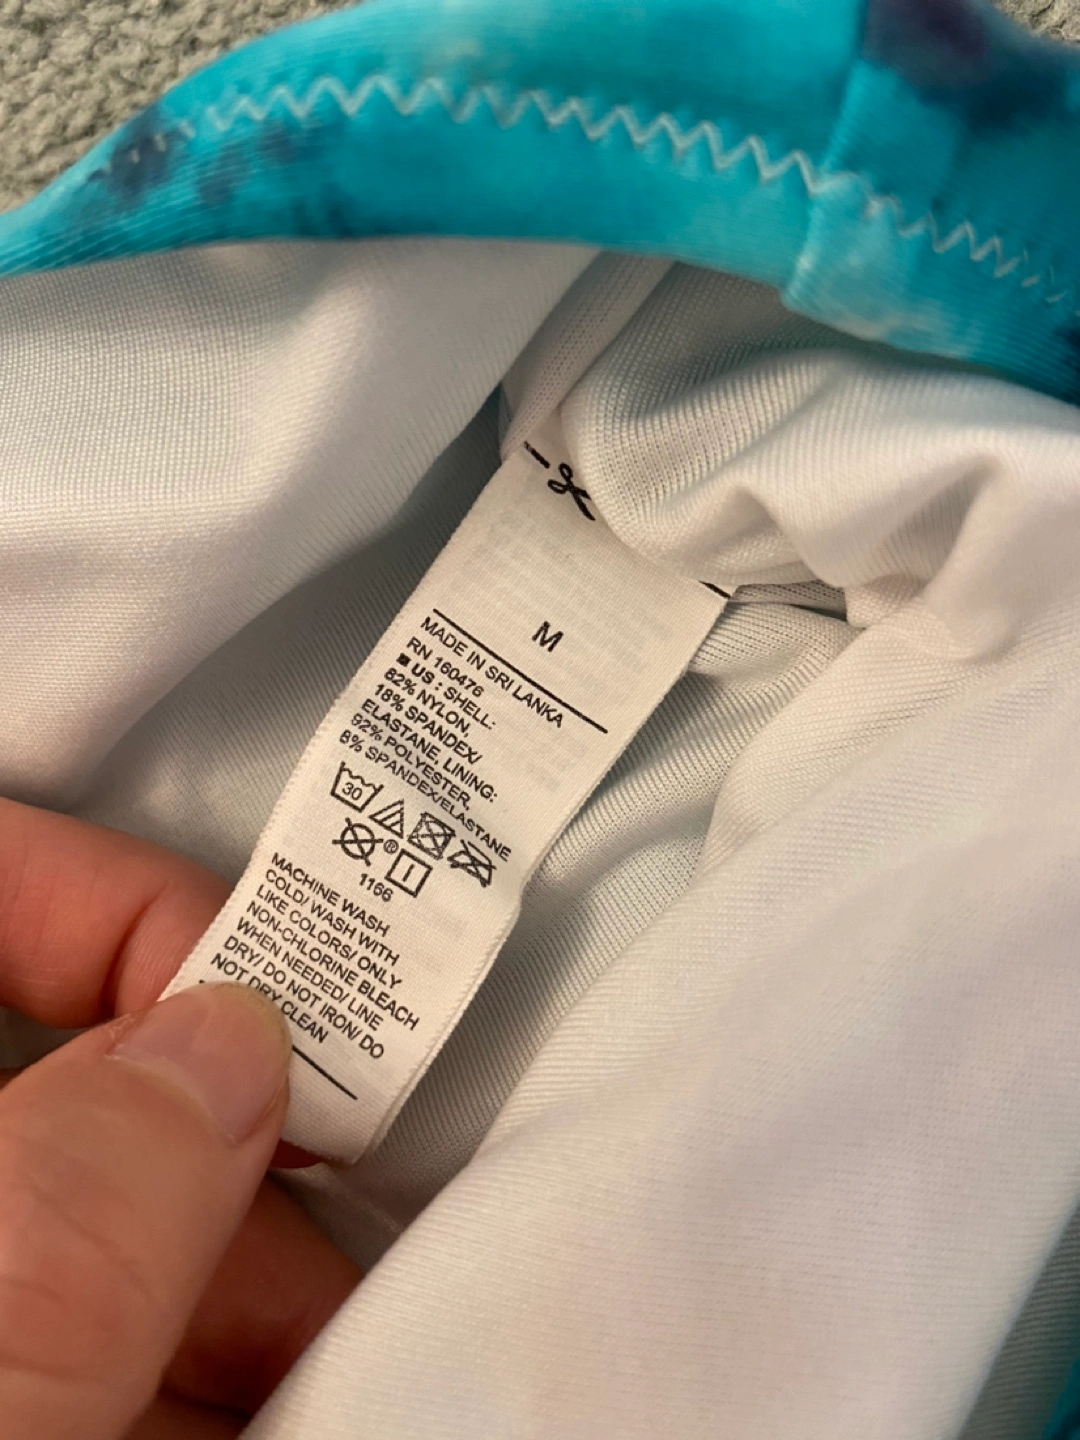 M
MADE IN SRI LANKA
RN 160476
US : SHELL:
82% NYLON,
18% SPANDEX/
ELASTANE, LINING:
92% POLYESTER,
8% SPANDEX/ELASTANE
30
®
1166
MACHINE WASH
COLD/ WASH WITH
LIKE COLORS/ ONLY
NON-CHLORINE BLEACH
WHEN NEEDED/ LINE
DRY/ DO NOT IRON/ DO
NOT DRY CLEAN